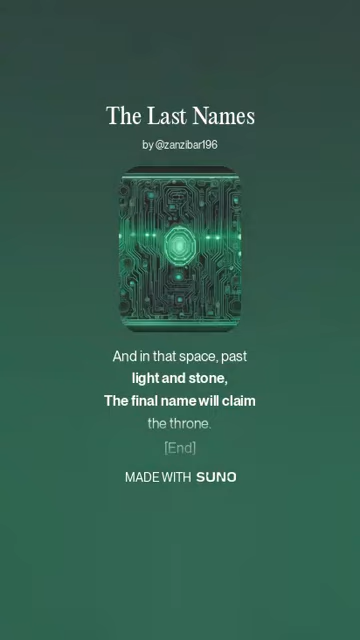 The Last Names
by @zanzibar196
And in that space, past
light and stone,
The final name will claim
the throne.
[End]
MADE WITH SUNO